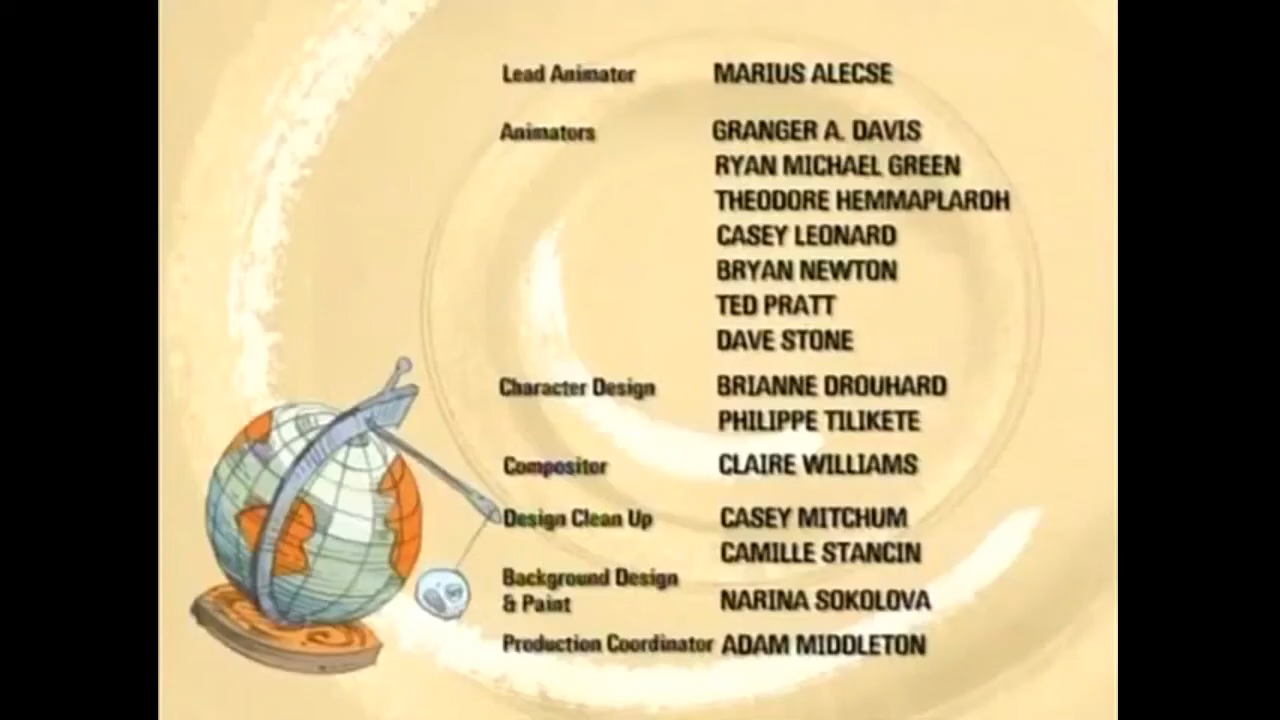 Lead Animator MARIUS ALECSE
Animators GRANGER A. DAVIS
RYAN MICHAEL GREEN
THEODORE HEMMAPLARDH
CASEY LEONARD
BRYAN NEWTON
TED PRATT
DAVE STONE
Character Design BRIANNE DROUHARD
PHILIPPE TILIKETE
Compositor CLAIRE WILLIAMS
Design Clean Up CASEY MITCHUM
CAMILLE STANCIN
Background Design
& Paint NARINA SOKOLOVA
Production Coordinator ADAM MIDDLETON